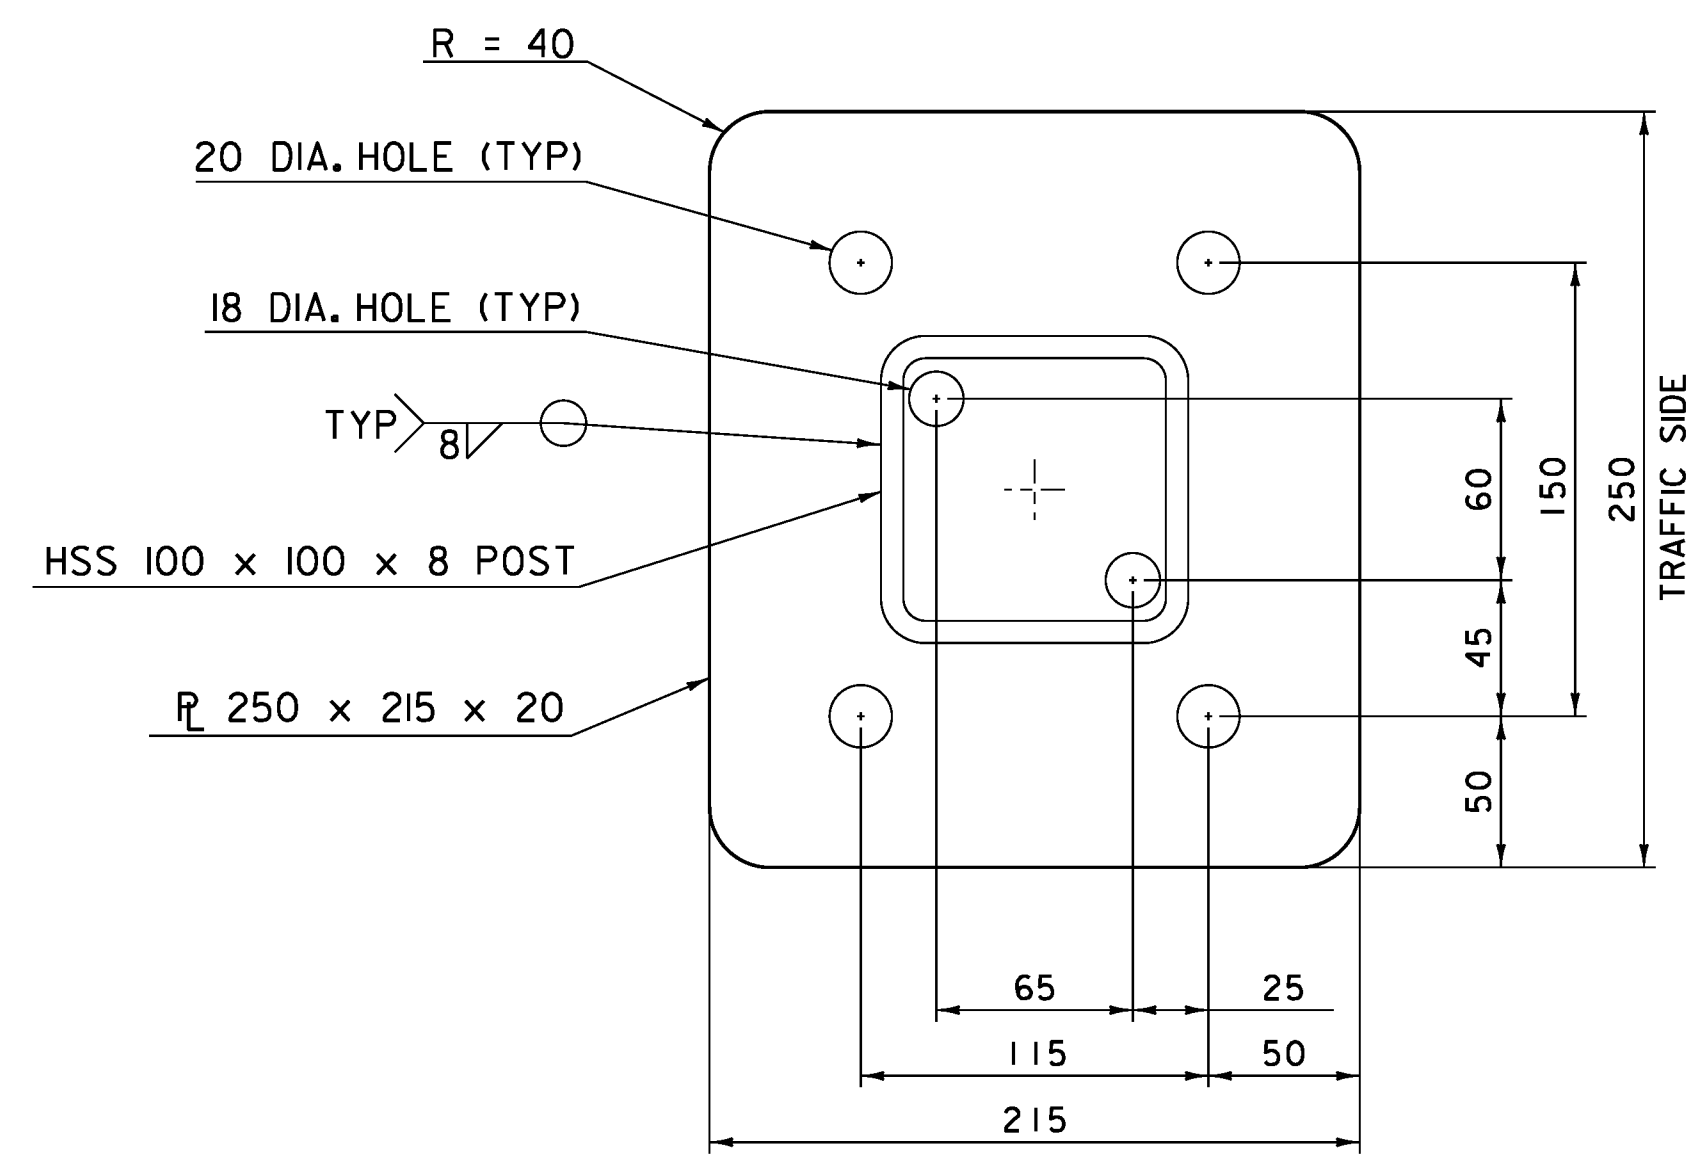 R = 40
20 DIA. HOLE (TYP)
18 DIA. HOLE (TYP)
TYP
8
HSS 100 x 100 x 8 POST
PL 250 x 215 x 20
60
150
250
TRAFFIC SIDE
45
50
65
25
115
50
215